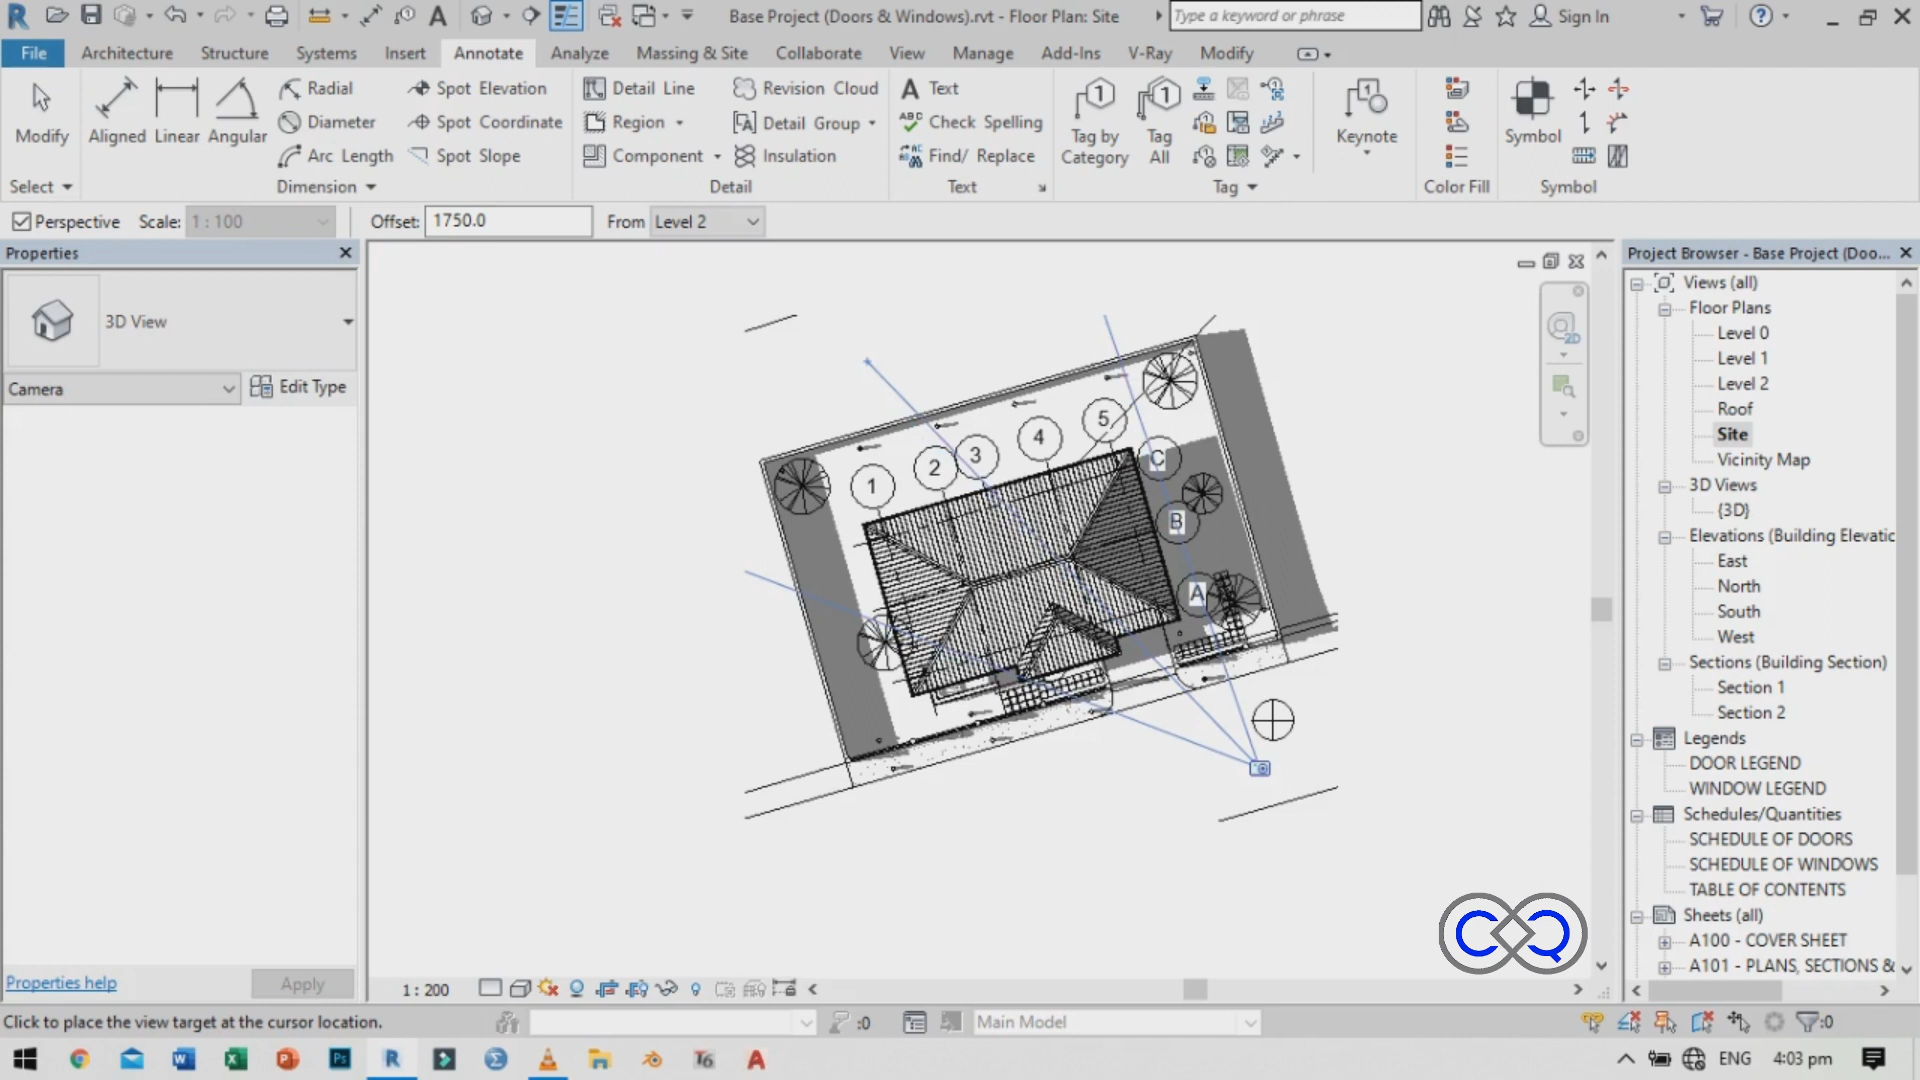 Base Project (Doors & Windows).rvt - Floor Plan: Site
Type a keyword or phrase
Sign In
File
Architecture
Structure
Systems
Insert
Annotate
Analyze
Massing & Site
Collaborate
View
Manage
Add-Ins
V-Ray
Modify
Modify
Aligned
Linear
Angular
Radial
Diameter
Arc Length
Spot Elevation
Spot Coordinate
Spot Slope
Detail Line
Region
Component
Revision Cloud
Detail Group
Insulation
Text
Check Spelling
Find/ Replace
Tag by Category
Tag All
Keynote
Symbol
Select
Dimension
Detail
Text
Tag
Color Fill
Symbol
Perspective
Scale:
1 : 100
Offset:
1750.0
From
Level 2
Properties
3D View
Camera
Edit Type
1
2
3
4
5
C
B
A
2D
Project Browser - Base Project (Doo...
Views (all)
Floor Plans
Level 0
Level 1
Level 2
Roof
Site
Vicinity Map
3D Views
{3D}
Elevations (Building Elevatic
East
North
South
West
Sections (Building Section)
Section 1
Section 2
Legends
DOOR LEGEND
WINDOW LEGEND
Schedules/Quantities
SCHEDULE OF DOORS
SCHEDULE OF WINDOWS
TABLE OF CONTENTS
Sheets (all)
A100 - COVER SHEET
A101 - PLANS, SECTIONS &
CQ
Properties help
Apply
1 : 200
Click to place the view target at the cursor location.
:0
Main Model
:0
ENG
4:03 pm